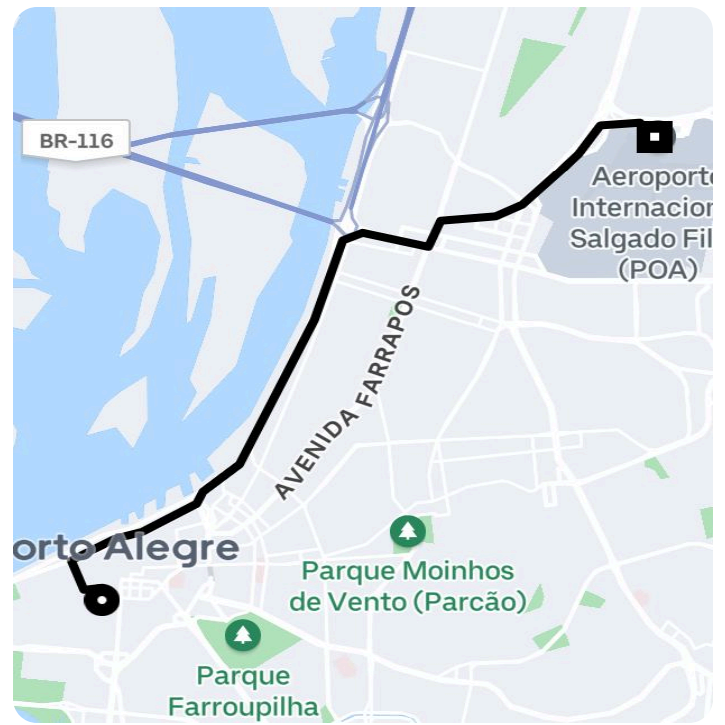 BR-116
Aeroporto
Internacion
Salgado Fil
(POA)
AVENIDA FARRAPOS
orto Alegre
Parque Moinhos
de Vento (Parcão)
Parque
Farroupilha